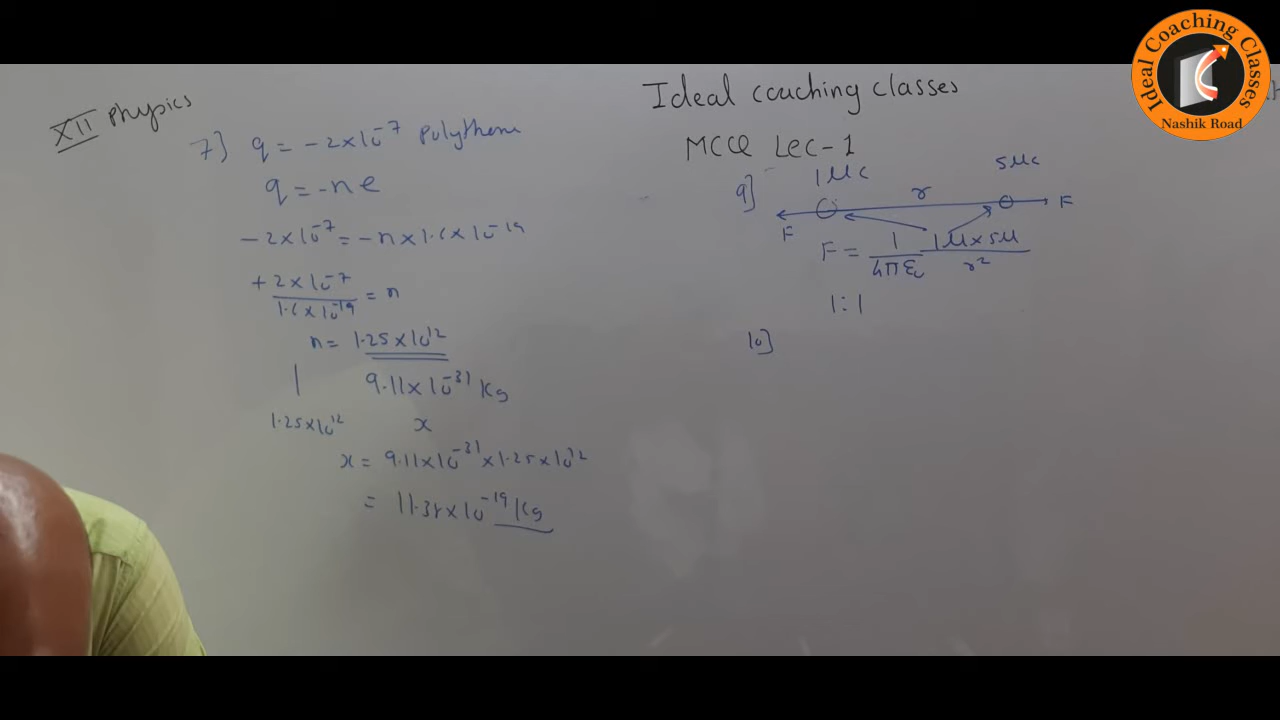 XII Physics
7] q = -2×10⁻⁷ Polythene
q = -ne
-2×10⁻⁷ = -n×1.6×10⁻¹⁹
+2×10⁻⁷/1.6×10⁻¹⁹ = n
n = 1.25×10¹²
1 9.11×10⁻³¹ Kg
1.25×10¹² x
x = 9.11×10⁻³¹×1.25×10¹²
= 11.38×10⁻¹⁹ Kg
Ideal Coaching Classes
Nashik Road
Ideal coaching classes
MCQ Lec-1
9]
1μC 5μC
r
F F
F = 1/4πε₀ 1μ×5μ/r²
1:1
10]